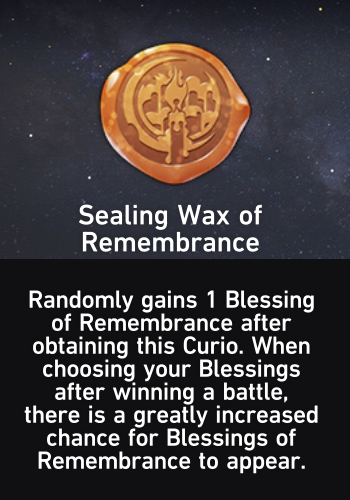 Sealing Wax of
Remembrance
Randomly gains 1 Blessing
of Remembrance after
obtaining this Curio. When
choosing your Blessings
after winning a battle,
there is a greatly increased
chance for Blessings of
Remembrance to appear.